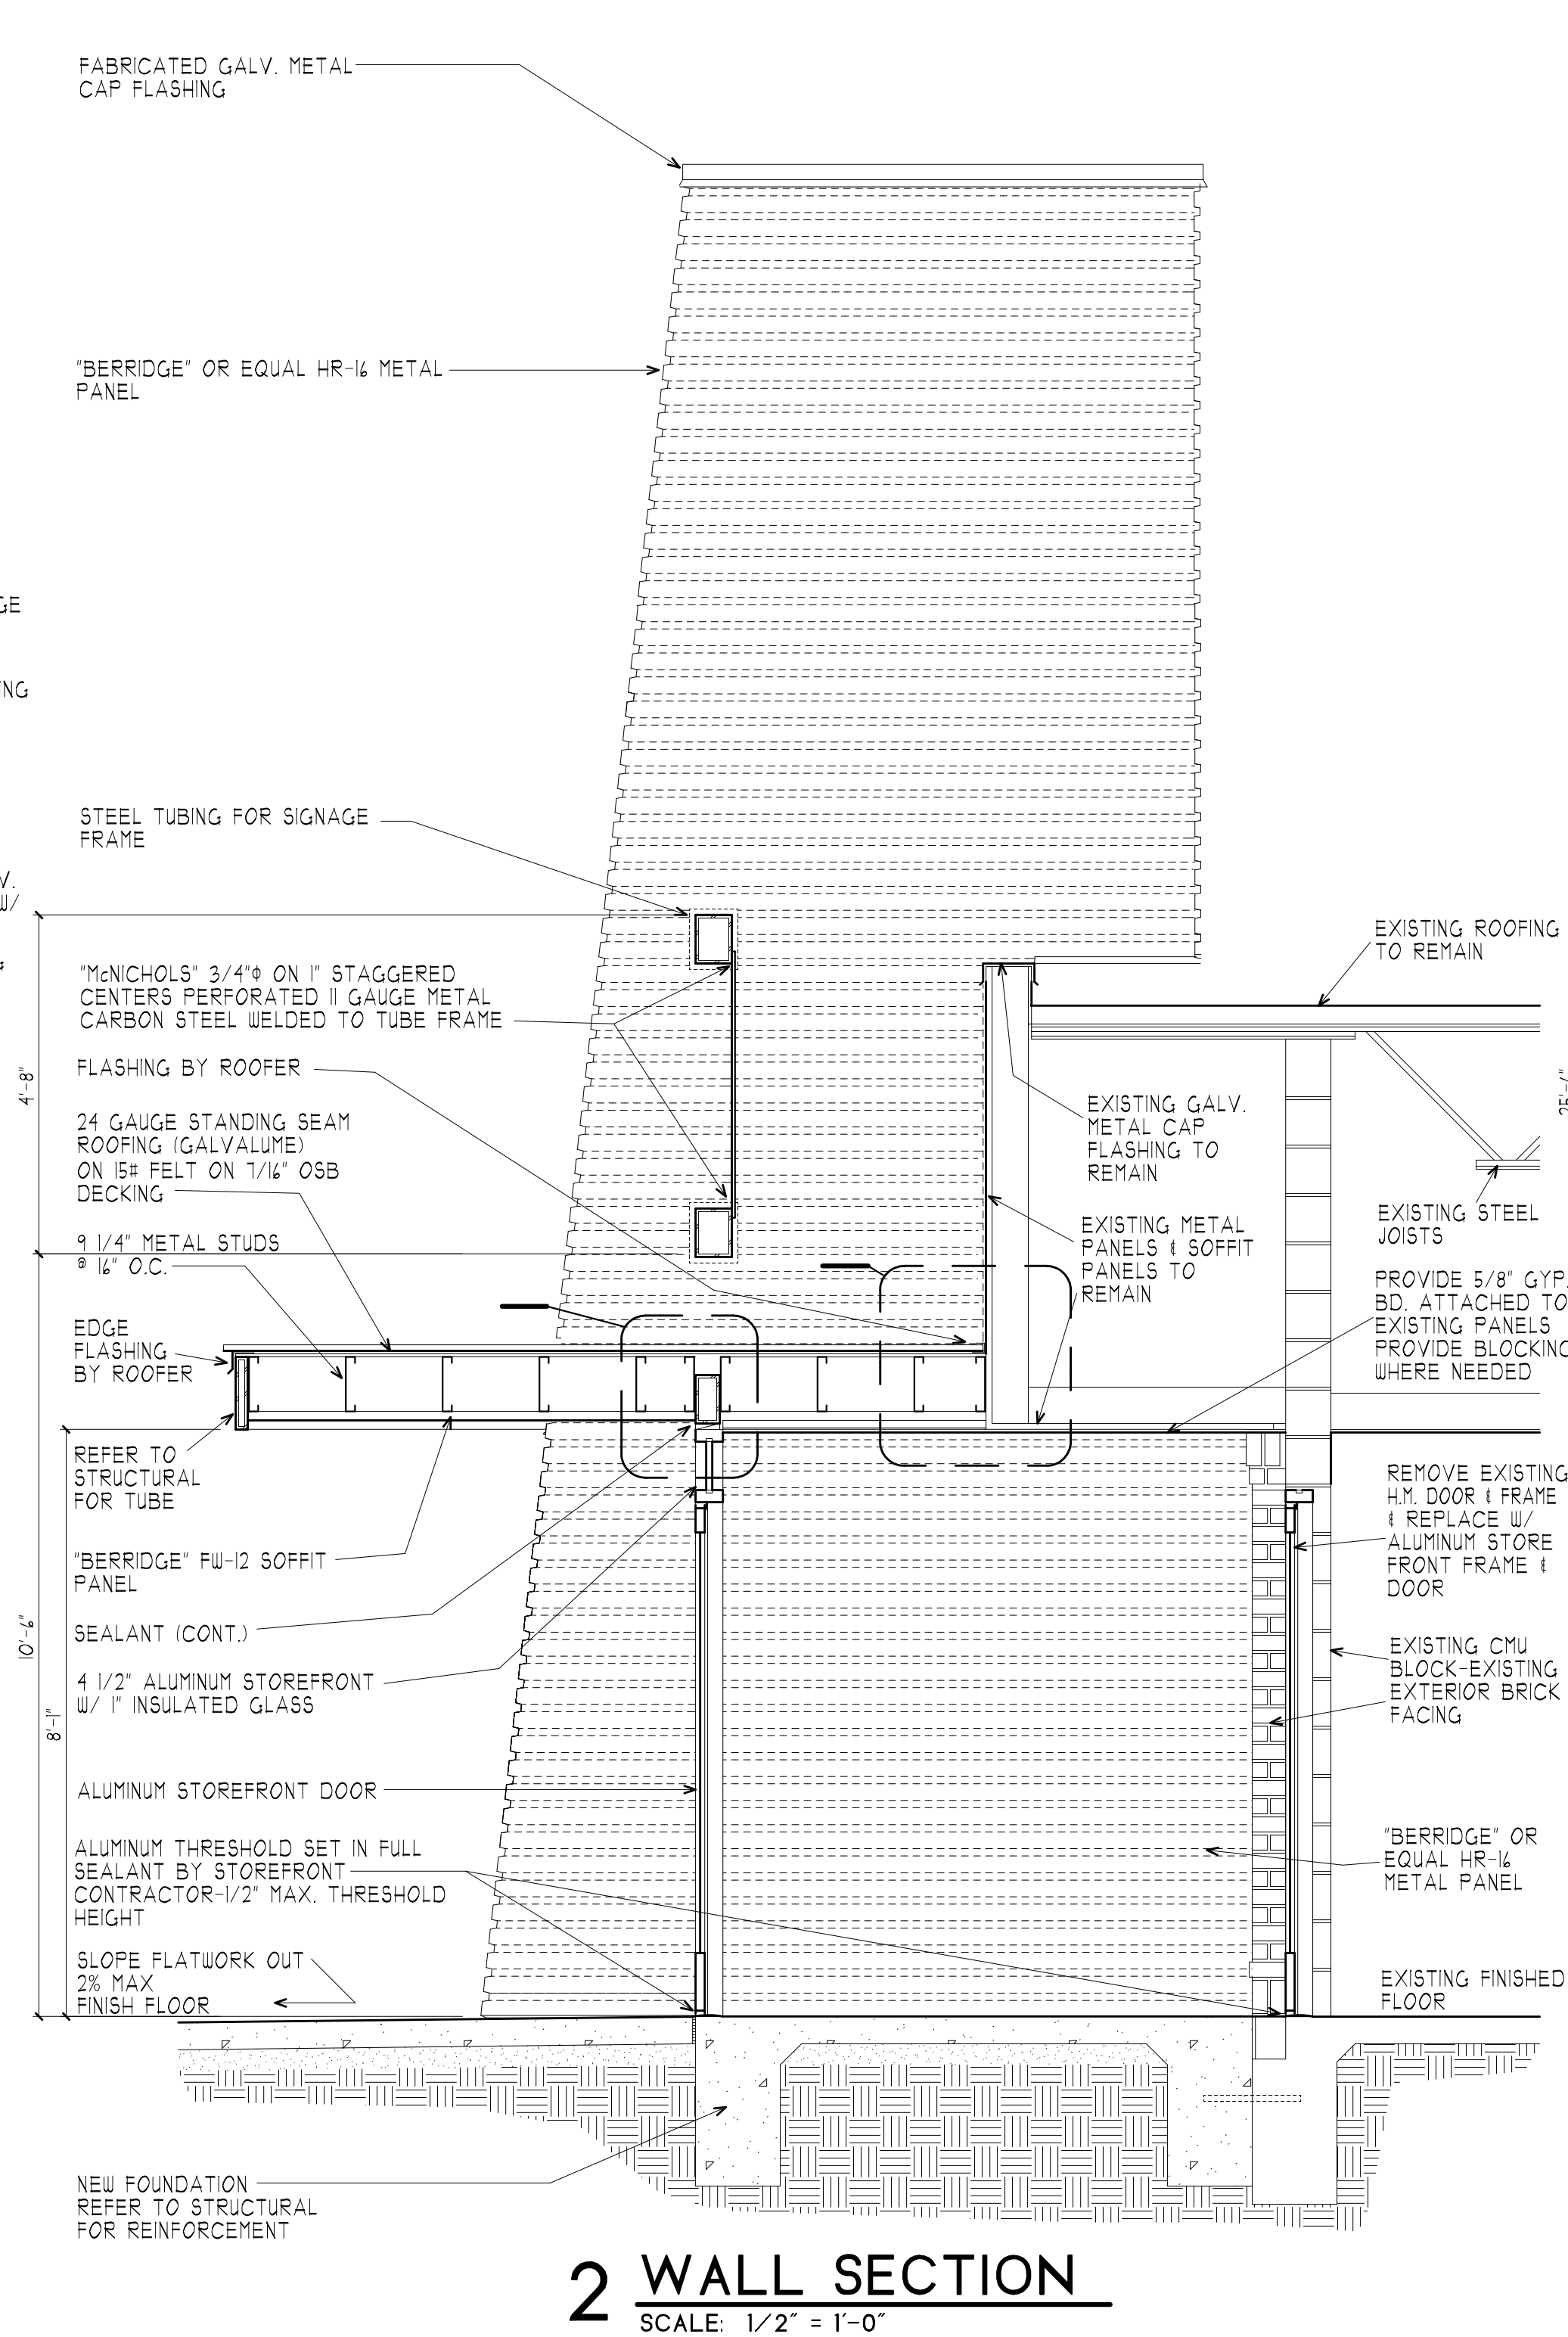 FABRICATED GALV. METAL
CAP FLASHING
"BERRIDGE" OR EQUAL HR-16 METAL
PANEL
STEEL TUBING FOR SIGNAGE
FRAME
"McNICHOLS" 3/4"Φ ON 1" STAGGERED
CENTERS PERFORATED 11 GAUGE METAL
CARBON STEEL WELDED TO TUBE FRAME
FLASHING BY ROOFER
4'-8"
24 GAUGE STANDING SEAM
ROOFING (GALVALUME)
ON 15# FELT ON 7/16" OSB
DECKING
9 1/4" METAL STUDS
@ 16" O.C.
EDGE
FLASHING
BY ROOFER
REFER TO
STRUCTURAL
FOR TUBE
"BERRIDGE" FW-12 SOFFIT
PANEL
SEALANT (CONT.)
10'-6"
4 1/2" ALUMINUM STOREFRONT
W/ 1" INSULATED GLASS
8'-1"
ALUMINUM STOREFRONT DOOR
ALUMINUM THRESHOLD SET IN FULL
SEALANT BY STOREFRONT
CONTRACTOR-1/2" MAX. THRESHOLD
HEIGHT
SLOPE FLATWORK OUT
2% MAX
FINISH FLOOR
NEW FOUNDATION
REFER TO STRUCTURAL
FOR REINFORCEMENT
EXISTING ROOFING
TO REMAIN
EXISTING GALV.
METAL CAP
FLASHING TO
REMAIN
EXISTING METAL
PANELS & SOFFIT
PANELS TO
REMAIN
EXISTING STEEL
JOISTS
PROVIDE 5/8" GYP.
BD. ATTACHED TO
EXISTING PANELS
PROVIDE BLOCKING
WHERE NEEDED
REMOVE EXISTING
H.M. DOOR & FRAME
& REPLACE W/
ALUMINUM STORE
FRONT FRAME &
DOOR
EXISTING CMU
BLOCK-EXISTING
EXTERIOR BRICK
FACING
"BERRIDGE" OR
EQUAL HR-16
METAL PANEL
EXISTING FINISHED
FLOOR
2 WALL SECTION
SCALE: 1/2" = 1'-0"